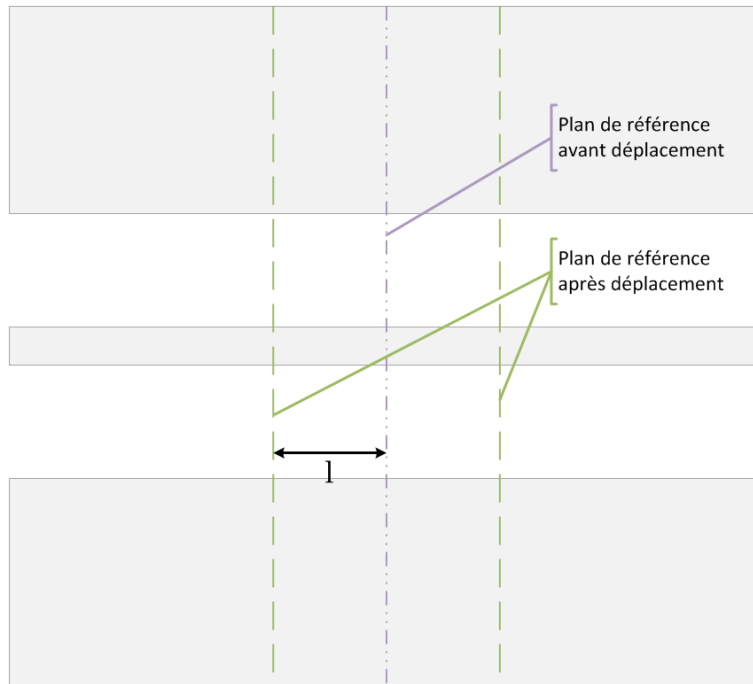 Plan de référence
avant déplacement
Plan de référence
après déplacement
l